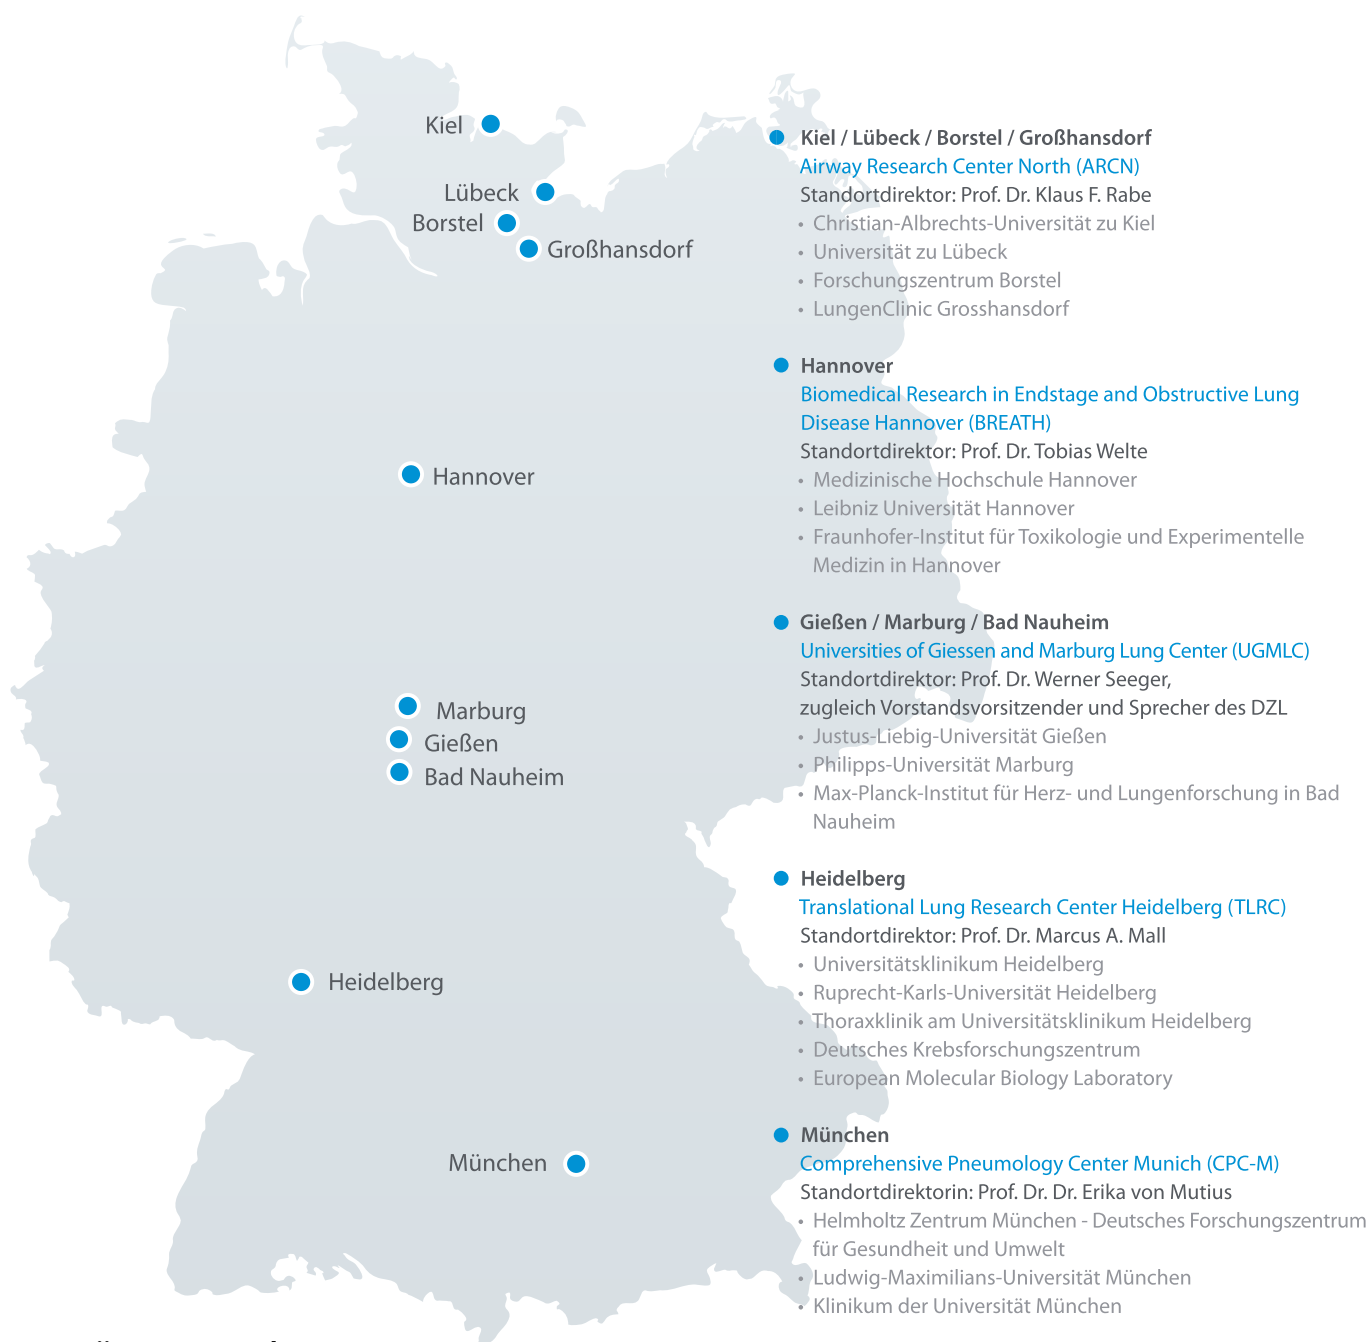 Kiel
Lübeck
Borstel
Großhansdorf
Hannover
Marburg
Gießen
Bad Nauheim
Heidelberg
München
Kiel / Lübeck / Borstel / Großhansdorf
Airway Research Center North (ARCN)
Standortdirektor: Prof. Dr. Klaus F. Rabe
• Christian-Albrechts-Universität zu Kiel
• Universität zu Lübeck
• Forschungszentrum Borstel
• LungenClinic Grosshansdorf
Hannover
Biomedical Research in Endstage and Obstructive Lung
Disease Hannover (BREATH)
Standortdirektor: Prof. Dr. Tobias Welte
• Medizinische Hochschule Hannover
• Leibniz Universität Hannover
• Fraunhofer-Institut für Toxikologie und Experimentelle
Medizin in Hannover
Gießen / Marburg / Bad Nauheim
Universities of Giessen and Marburg Lung Center (UGMLC)
Standortdirektor: Prof. Dr. Werner Seeger,
zugleich Vorstandsvorsitzender und Sprecher des DZL
• Justus-Liebig-Universität Gießen
• Philipps-Universität Marburg
• Max-Planck-Institut für Herz- und Lungenforschung in Bad
Nauheim
Heidelberg
Translational Lung Research Center Heidelberg (TLRC)
Standortdirektor: Prof. Dr. Marcus A. Mall
• Universitätsklinikum Heidelberg
• Ruprecht-Karls-Universität Heidelberg
• Thoraxklinik am Universitätsklinikum Heidelberg
• Deutsches Krebsforschungszentrum
• European Molecular Biology Laboratory
München
Comprehensive Pneumology Center Munich (CPC-M)
Standortdirektorin: Prof. Dr. Dr. Erika von Mutius
• Helmholtz Zentrum München - Deutsches Forschungszentrum
für Gesundheit und Umwelt
• Ludwig-Maximilians-Universität München
• Klinikum der Universität München